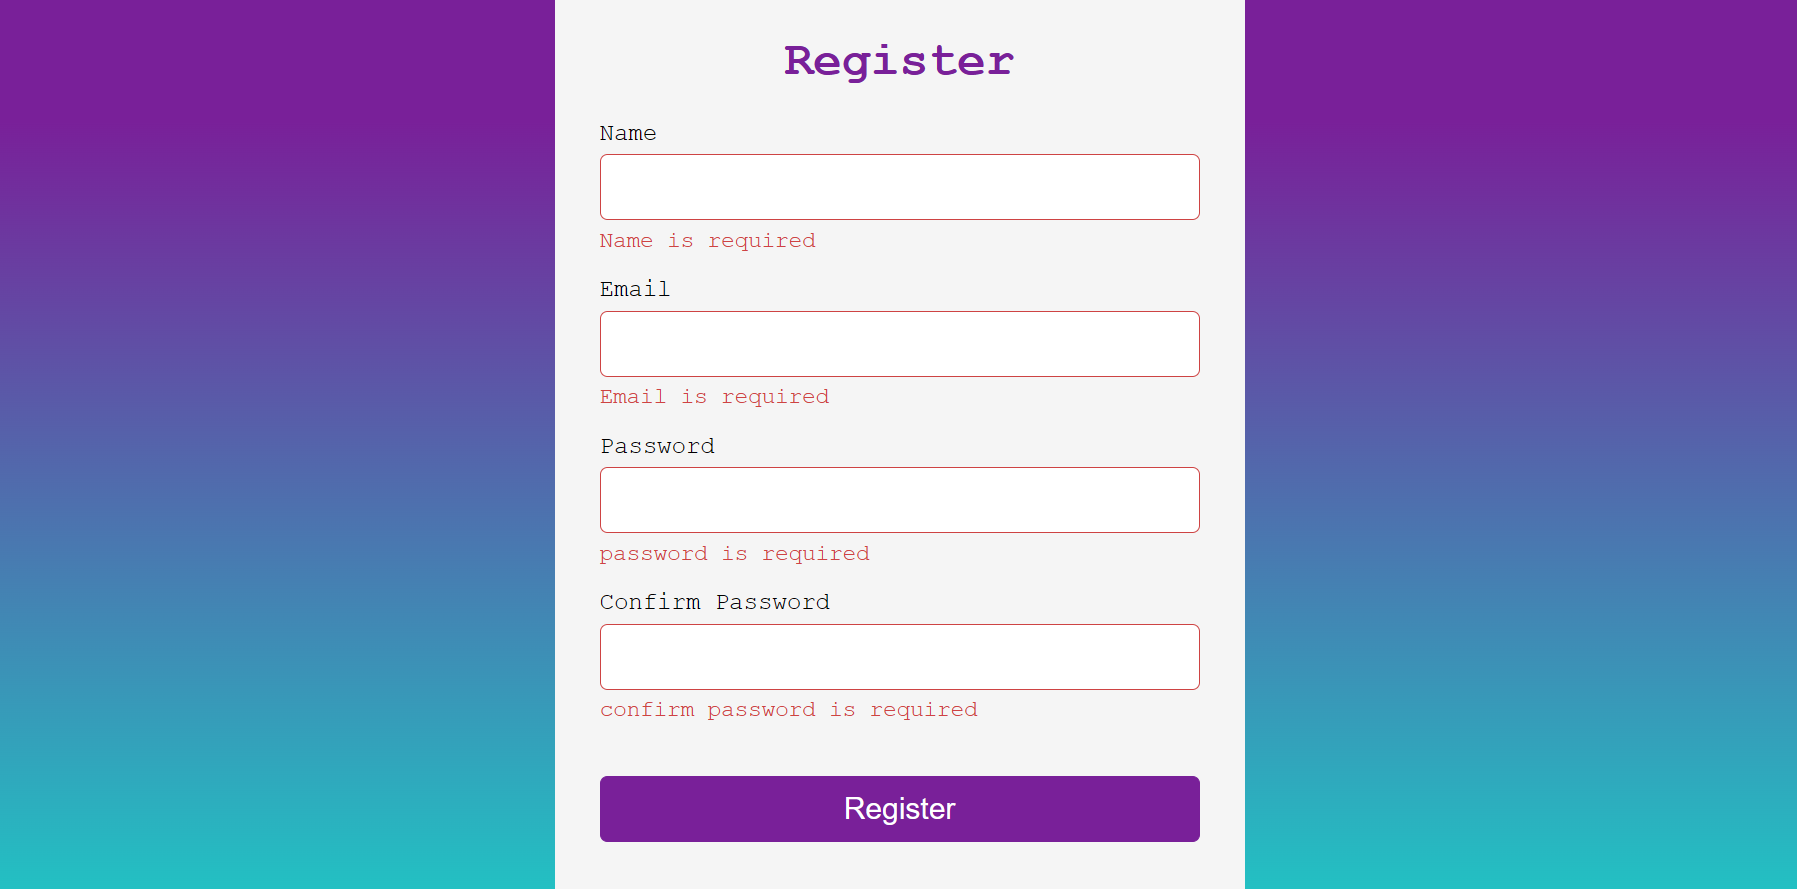 Register
Name
Name is required
Email
Email is required
Password
password is required
Confirm Password
confirm password is required
Register